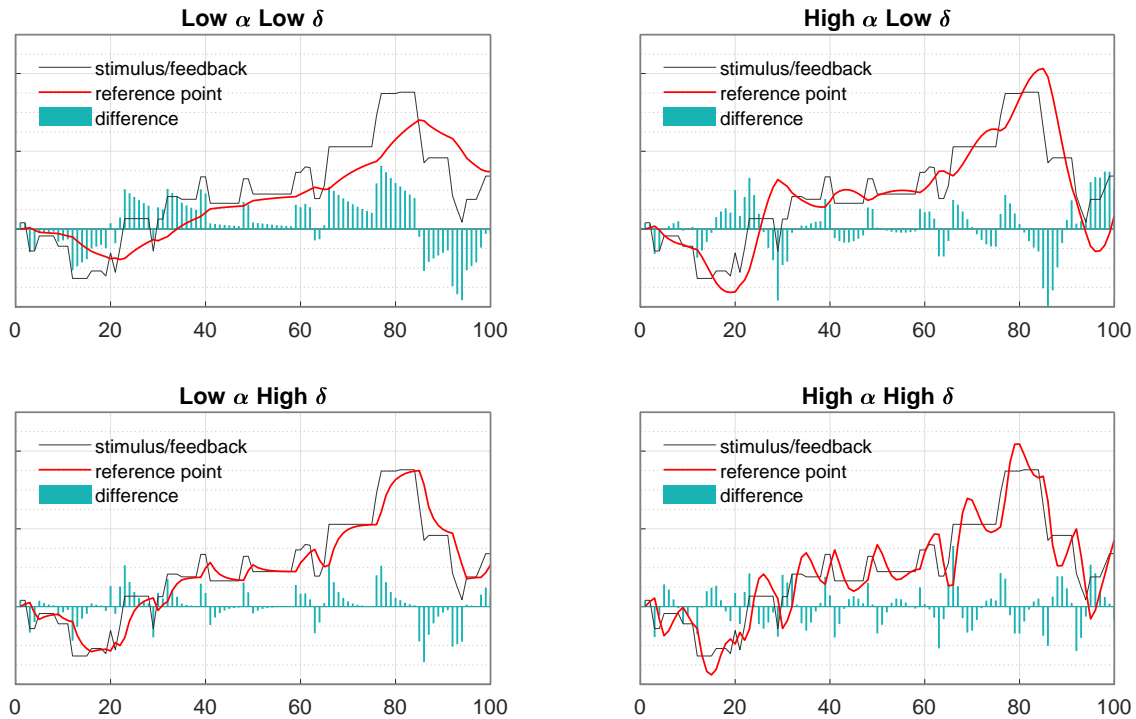 Low α Low δ
stimulus/feedback
reference point
difference
0 20 40 60 80 100
High α Low δ
stimulus/feedback
reference point
difference
0 20 40 60 80 100
Low α High δ
stimulus/feedback
reference point
difference
0 20 40 60 80 100
High α High δ
stimulus/feedback
reference point
difference
0 20 40 60 80 100